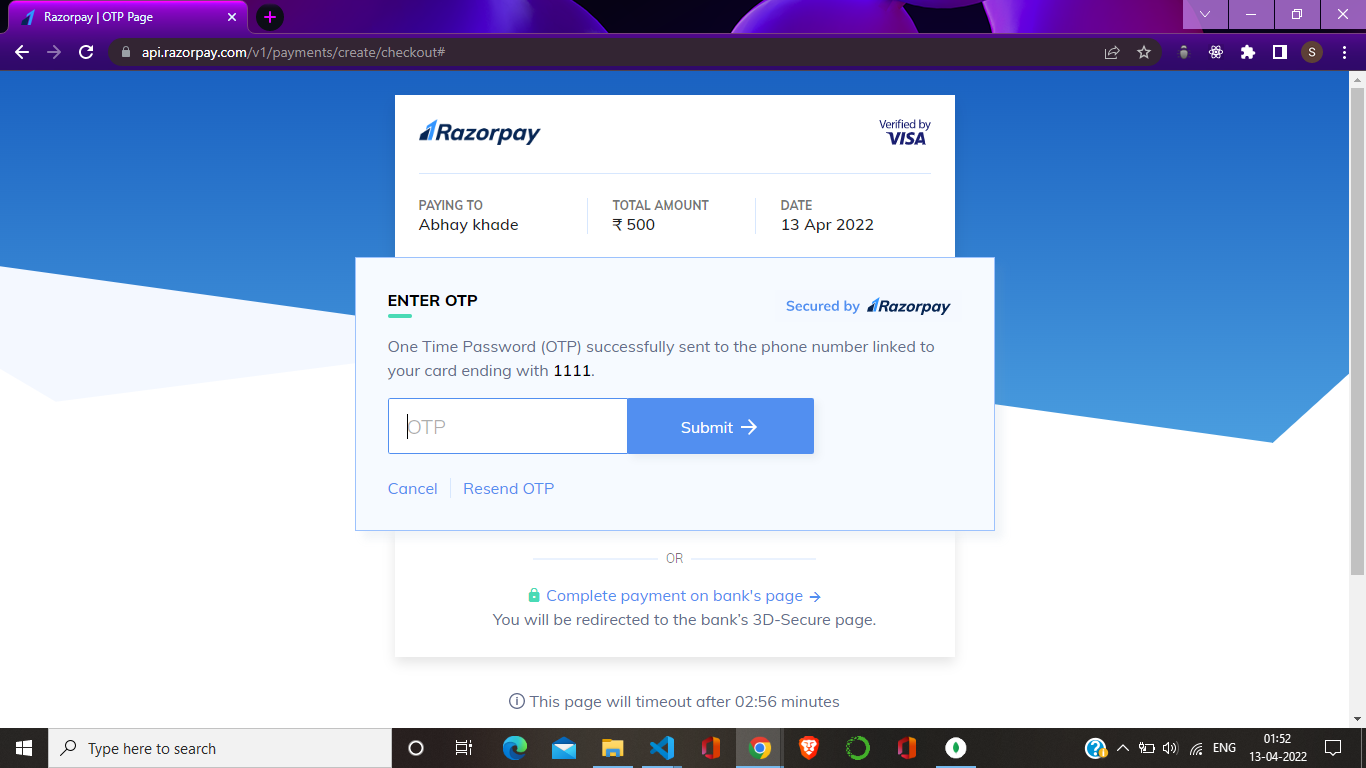 Razorpay | OTP Page
api.razorpay.com/v1/payments/create/checkout#
S
Razorpay
Verified by
VISA
PAYING TO
Abhay khade
TOTAL AMOUNT
₹ 500
DATE
13 Apr 2022
ENTER OTP
Secured by Razorpay
One Time Password (OTP) successfully sent to the phone number linked to
your card ending with 1111.
OTP
Submit
Cancel
Resend OTP
OR
Complete payment on bank's page
You will be redirected to the bank’s 3D-Secure page.
This page will timeout after 02:56 minutes
Type here to search
ENG
01:52
13-04-2022